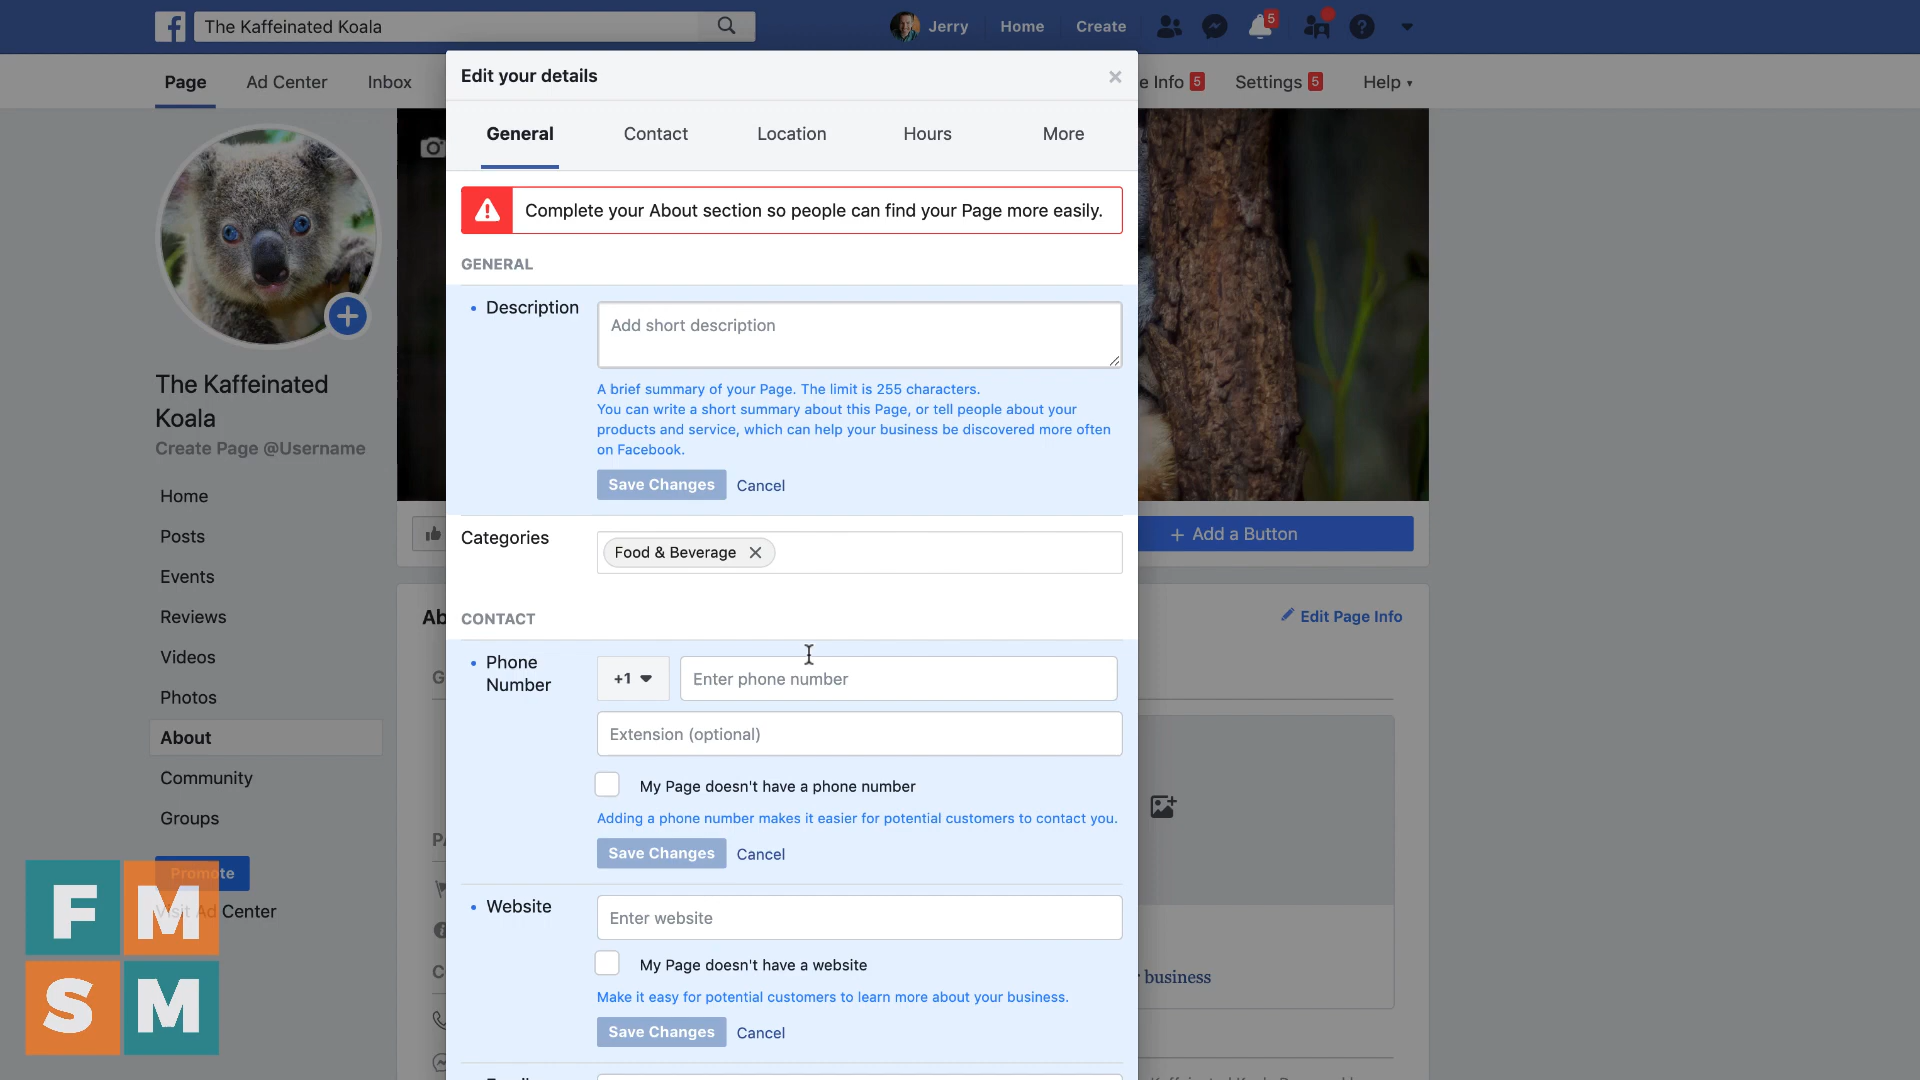 The Kaffeinated Koala
Jerry
Home
Create
5
Page
Ad Center
Inbox
e Info 5
Settings 5
Help
Edit your details
×
General
Contact
Location
Hours
More
Complete your About section so people can find your Page more easily.
GENERAL
• Description
Add short description
A brief summary of your Page. The limit is 255 characters.
You can write a short summary about this Page, or tell people about your
products and service, which can help your business be discovered more often
on Facebook.
Save Changes
Cancel
Categories
Food & Beverage
CONTACT
• Phone
Number
+1
Enter phone number
Extension (optional)
My Page doesn't have a phone number
Adding a phone number makes it easier for potential customers to contact you.
Save Changes
Cancel
• Website
Enter website
My Page doesn't have a website
Make it easy for potential customers to learn more about your business.
Save Changes
Cancel
The Kaffeinated
Koala
Create Page @Username
Home
Posts
Events
Reviews
Videos
Photos
About
Community
Groups
Promote
Visit Ad Center
F M
S M
+ Add a Button
Ab
Edit Page Info
business